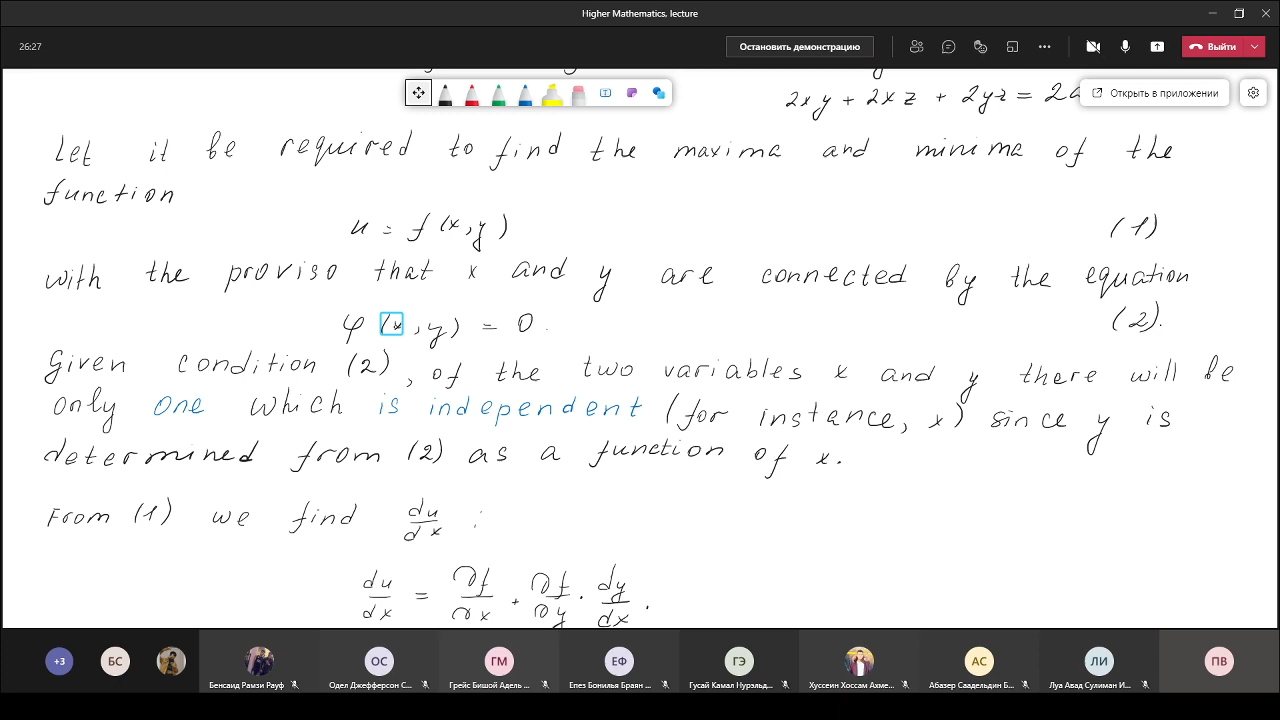 Higher Mathematics, lecture
26:27
Остановить демонстрацию
Выйти
Открыть в приложении
2xy + 2xz + 2yz = 2a
Let it be required to find the maxima and minima of the
function
u = f (x, y) (1)
with the proviso that x and y are connected by the equation
φ (x, y) = 0. (2).
Given condition (2), of the two variables x and y there will be
only one which is independent (for instance, x) since y is
determined from (2) as a function of x.
From (1) we find du/dx :
du/dx = ∂f/∂x + ∂f/∂y · dy/dx.
+3 БС ОС ГМ ЕФ ГЭ АС ЛИ ПВ
Бенсаид Рамзи Рауф Одел Джефферсон С... Грейс Бишой Адель ... Епез Бонилья Браян ... Гусай Камал Нурэльд... Хуссеин Хоссам Ахме... Абазер Саадельдин Б... Луа Авад Сулиман И...